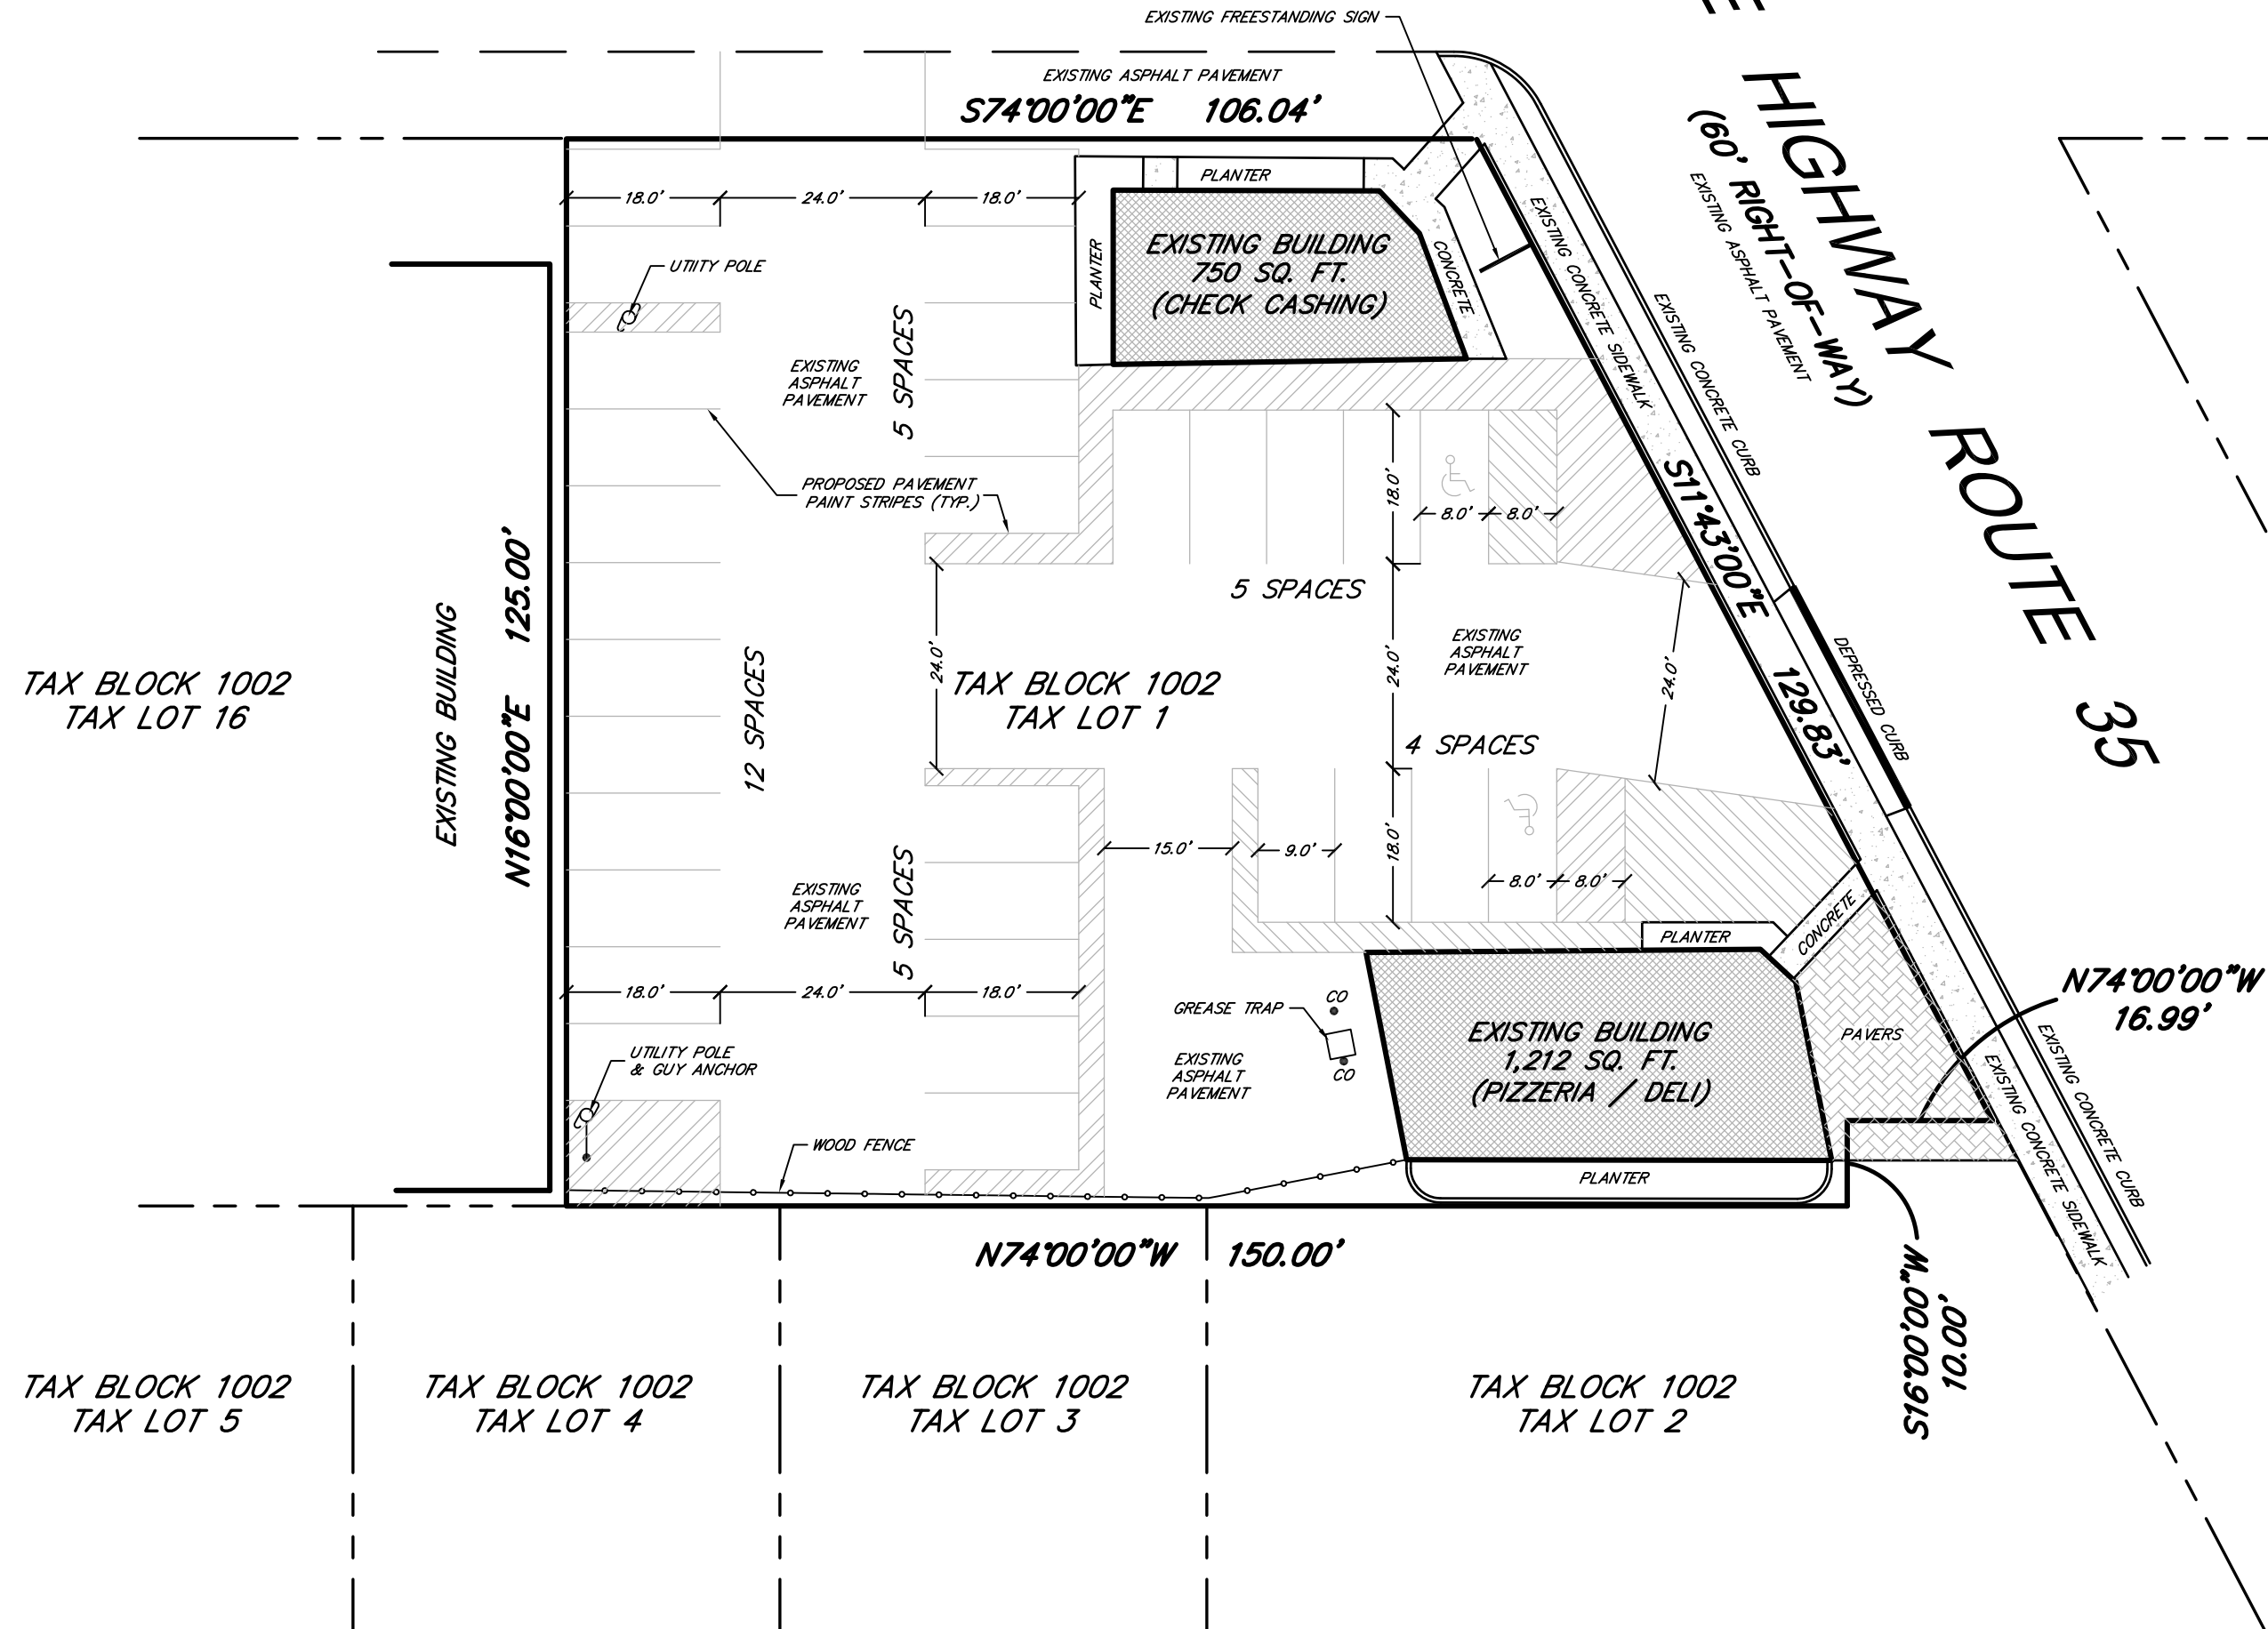 EXISTING FREESTANDING SIGN
EXISTING ASPHALT PAVEMENT
S74°00'00"E 106.04'
HIGHWAY ROUTE 35
(60' RIGHT-OF-WAY)
EXISTING ASPHALT PAVEMENT
PLANTER
18.0'
24.0'
18.0'
UTIITY POLE
PLANTER
EXISTING BUILDING
750 SQ. FT.
(CHECK CASHING)
CONCRETE
EXISTING CONCRETE SIDEWALK
EXISTING CONCRETE CURB
5 SPACES
EXISTING
ASPHALT
PAVEMENT
PROPOSED PAVEMENT
PAINT STRIPES (TYP.)
18.0'
8.0'
8.0'
S11°43'00"E 129.83'
5 SPACES
N16°00'00"E 125.00'
EXISTING BUILDING
TAX BLOCK 1002
TAX LOT 16
12 SPACES
24.0'
TAX BLOCK 1002
TAX LOT 1
24.0'
EXISTING
ASPHALT
PAVEMENT
24.0'
DEPRESSED CURB
4 SPACES
15.0'
9.0'
18.0'
8.0'
8.0'
5 SPACES
EXISTING
ASPHALT
PAVEMENT
PLANTER
CONCRETE
18.0'
24.0'
18.0'
GREASE TRAP
CO
CO
EXISTING
ASPHALT
PAVEMENT
EXISTING BUILDING
1,212 SQ. FT.
(PIZZERIA / DELI)
PAVERS
N74°00'00"W
16.99'
EXISTING CONCRETE CURB
EXISTING CONCRETE SIDEWALK
UTILITY POLE
& GUY ANCHOR
WOOD FENCE
PLANTER
N74°00'00"W 150.00'
S16°00'00"W
10.00'
TAX BLOCK 1002
TAX LOT 5
TAX BLOCK 1002
TAX LOT 4
TAX BLOCK 1002
TAX LOT 3
TAX BLOCK 1002
TAX LOT 2